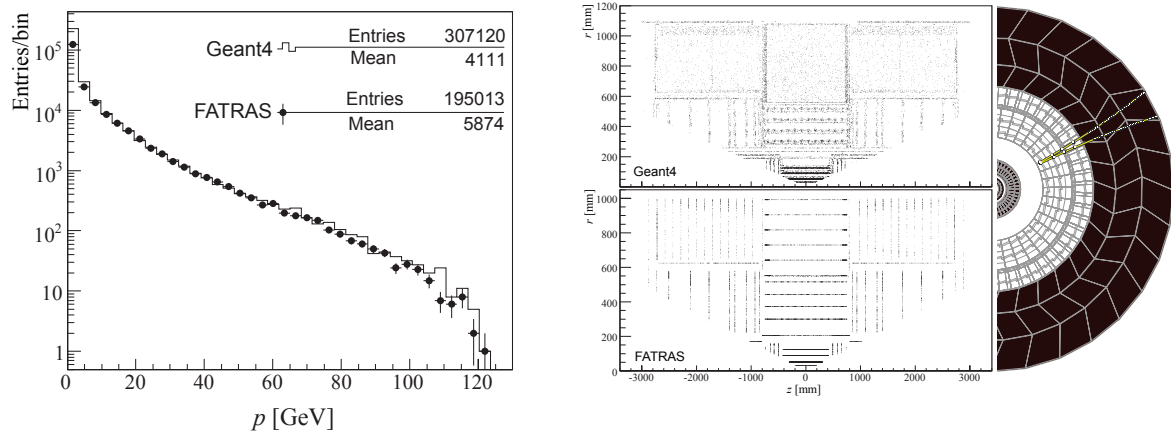 Entries/bin
10⁵
10⁴
10³
10²
10
1
Geant4
Entries 307120
Mean 4111
FATRAS
Entries 195013
Mean 5874
0 20 40 60 80 100 120
p [GeV]
r [mm]
1200
1000
800
600
400
200
Geant4
r [mm]
1000
800
600
400
200
0
FATRAS
-3000 -2000 -1000 0 1000 2000 3000
z [mm]